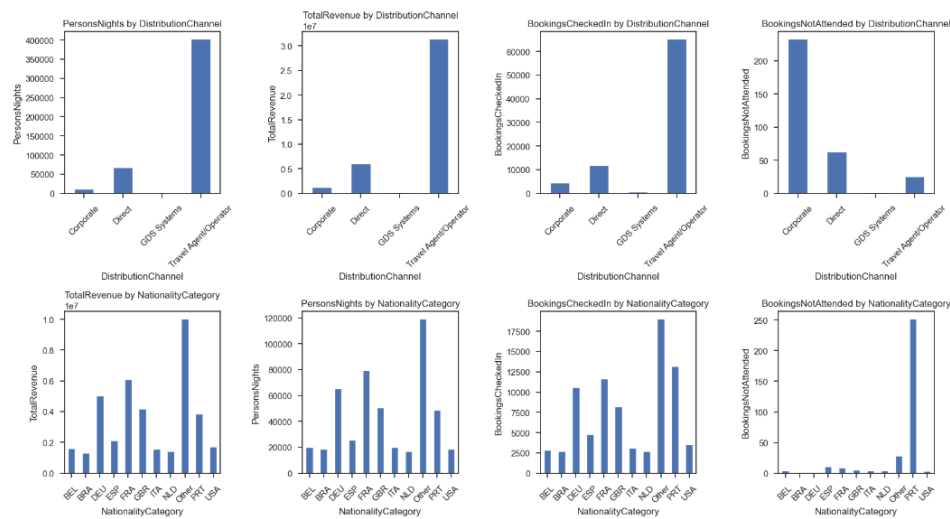 PersonsNights by DistributionChannel
PersonsNights
400000
350000
300000
250000
200000
150000
100000
50000
0
Corporate
Direct
GDS Systems
Travel Agent/Operator
DistributionChannel
TotalRevenue by DistributionChannel
1e7
TotalRevenue
3.0
2.5
2.0
1.5
1.0
0.5
0.0
Corporate
Direct
GDS Systems
Travel Agent/Operator
DistributionChannel
BookingsCheckedIn by DistributionChannel
BookingsCheckedIn
60000
50000
40000
30000
20000
10000
0
Corporate
Direct
GDS Systems
Travel Agent/Operator
DistributionChannel
BookingsNotAttended by DistributionChannel
BookingsNotAttended
200
150
100
50
0
Corporate
Direct
GDS Systems
Travel Agent/Operator
DistributionChannel
TotalRevenue by NationalityCategory
1e7
TotalRevenue
1.0
0.8
0.6
0.4
0.2
0.0
BEL
BRA
DEU
ESP
FRA
GBR
ITA
NLD
Other
PRT
USA
NationalityCategory
PersonsNights by NationalityCategory
PersonsNights
120000
100000
80000
60000
40000
20000
0
BEL
BRA
DEU
ESP
FRA
GBR
ITA
NLD
Other
PRT
USA
NationalityCategory
BookingsCheckedIn by NationalityCategory
BookingsCheckedIn
17500
15000
12500
10000
7500
5000
2500
0
BEL
BRA
DEU
ESP
FRA
GBR
ITA
NLD
Other
PRT
USA
NationalityCategory
BookingsNotAttended by NationalityCategory
BookingsNotAttended
250
200
150
100
50
0
BEL
BRA
DEU
ESP
FRA
GBR
ITA
NLD
Other
PRT
USA
NationalityCategory